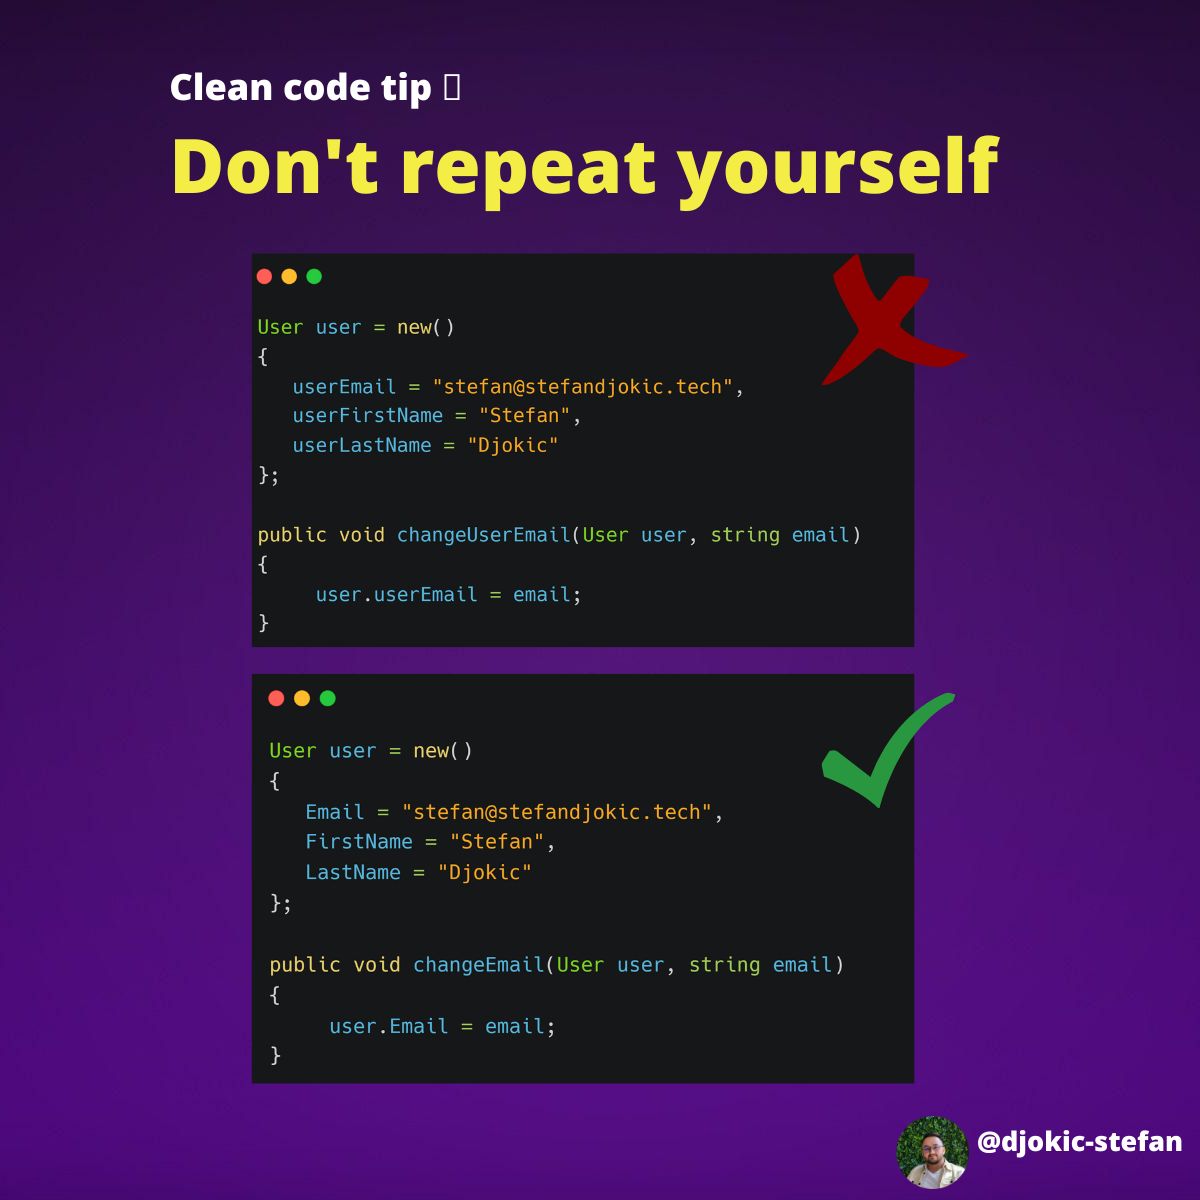 Clean code tip
Don't repeat yourself
User user = new()
{
   userEmail = "stefan@stefandjokic.tech",
   userFirstName = "Stefan",
   userLastName = "Djokic"
};
public void changeUserEmail(User user, string email)
{
     user.userEmail = email;
}
User user = new()
{
   Email = "stefan@stefandjokic.tech",
   FirstName = "Stefan",
   LastName = "Djokic"
};
public void changeEmail(User user, string email)
{
     user.Email = email;
}
@djokic-stefan